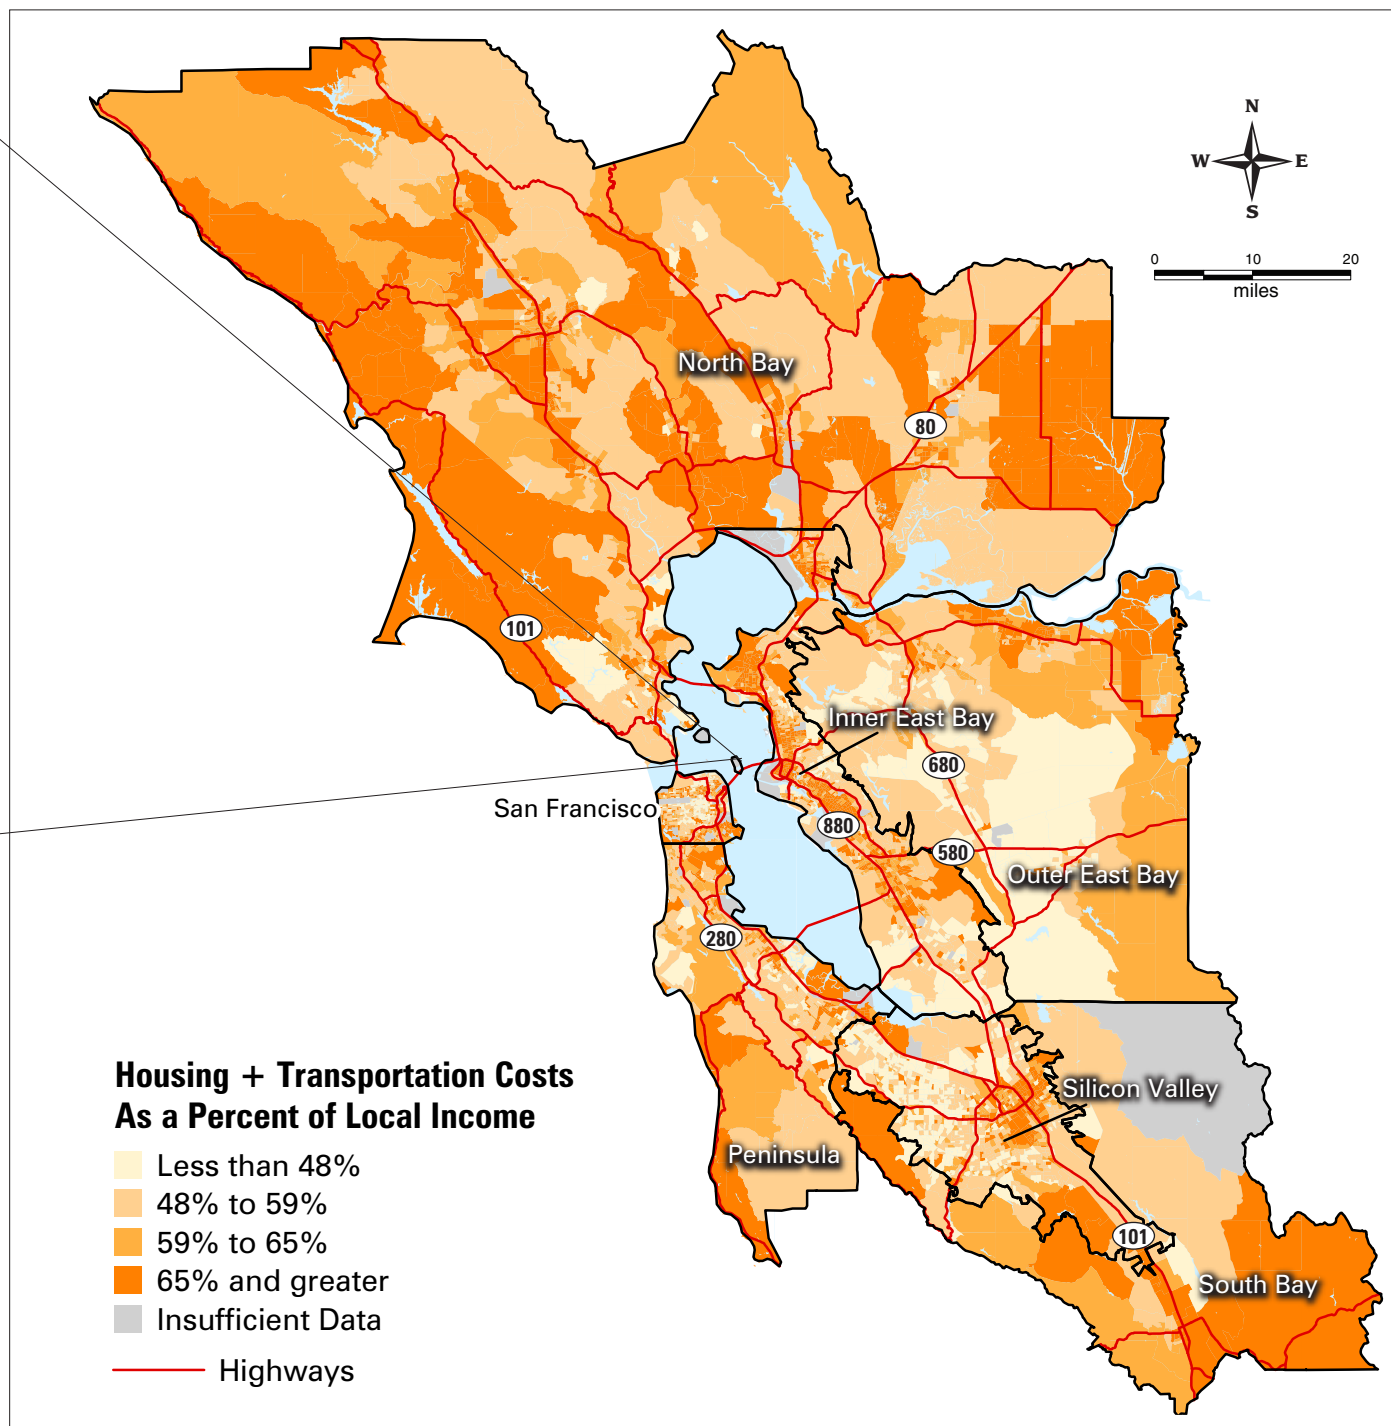 N
W E
S
0 10 20
miles
North Bay
80
101
Inner East Bay
680
San Francisco
880
580
Outer East Bay
280
Housing + Transportation Costs
As a Percent of Local Income
Less than 48%
48% to 59%
59% to 65%
65% and greater
Insufficient Data
Highways
Silicon Valley
Peninsula
101
South Bay